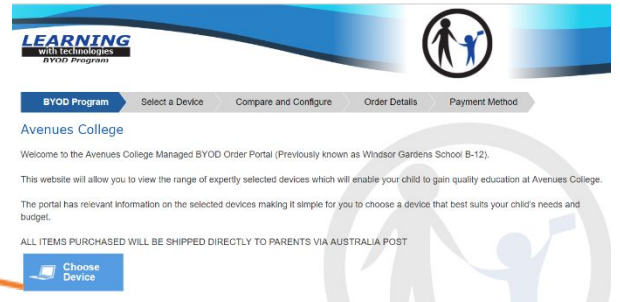 LEARNING
with technologies
BYOD Program
BYOD Program Select a Device Compare and Configure Order Details Payment Method
Avenues College
Welcome to the Avenues College Managed BYOD Order Portal (Previously known as Windsor Gardens School B-12).
This website will allow you to view the range of expertly selected devices which will enable your child to gain quality education at Avenues College.
The portal has relevant information on the selected devices making it simple for you to choose a device that best suits your child's needs and
budget.
ALL ITEMS PURCHASED WILL BE SHIPPED DIRECTLY TO PARENTS VIA AUSTRALIA POST
Choose
Device